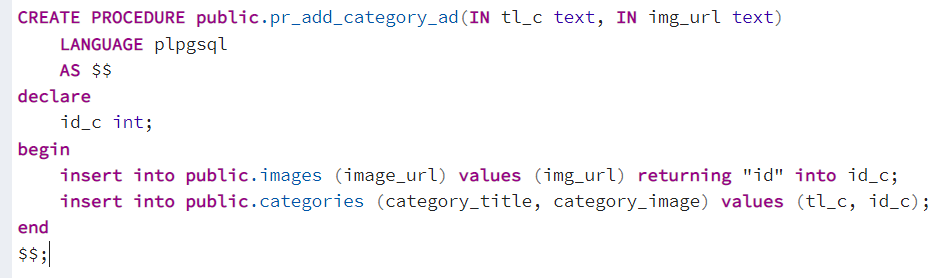 CREATE PROCEDURE public.pr_add_category_ad(IN tl_c text, IN img_url text)
    LANGUAGE plpgsql
    AS $$
declare
    id_c int;
begin
    insert into public.images (image_url) values (img_url) returning "id" into id_c;
    insert into public.categories (category_title, category_image) values (tl_c, id_c);
end
$$;